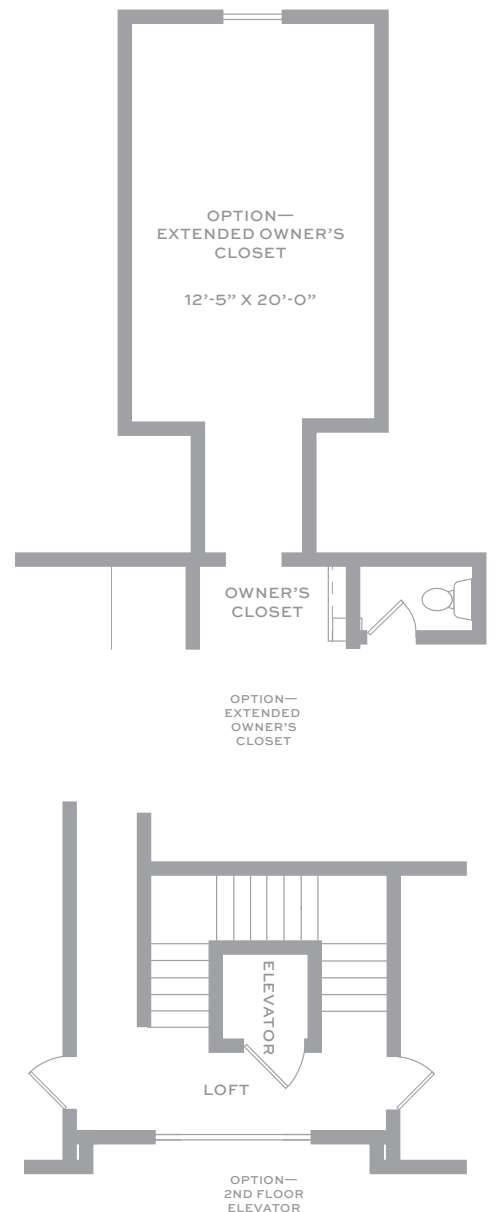 OPTION—
EXTENDED OWNER’S
CLOSET
12’-5” X 20’-0”
OWNER’S
CLOSET
OPTION—
EXTENDED
OWNER’S
CLOSET
ELEVATOR
LOFT
OPTION—
2ND FLOOR
ELEVATOR